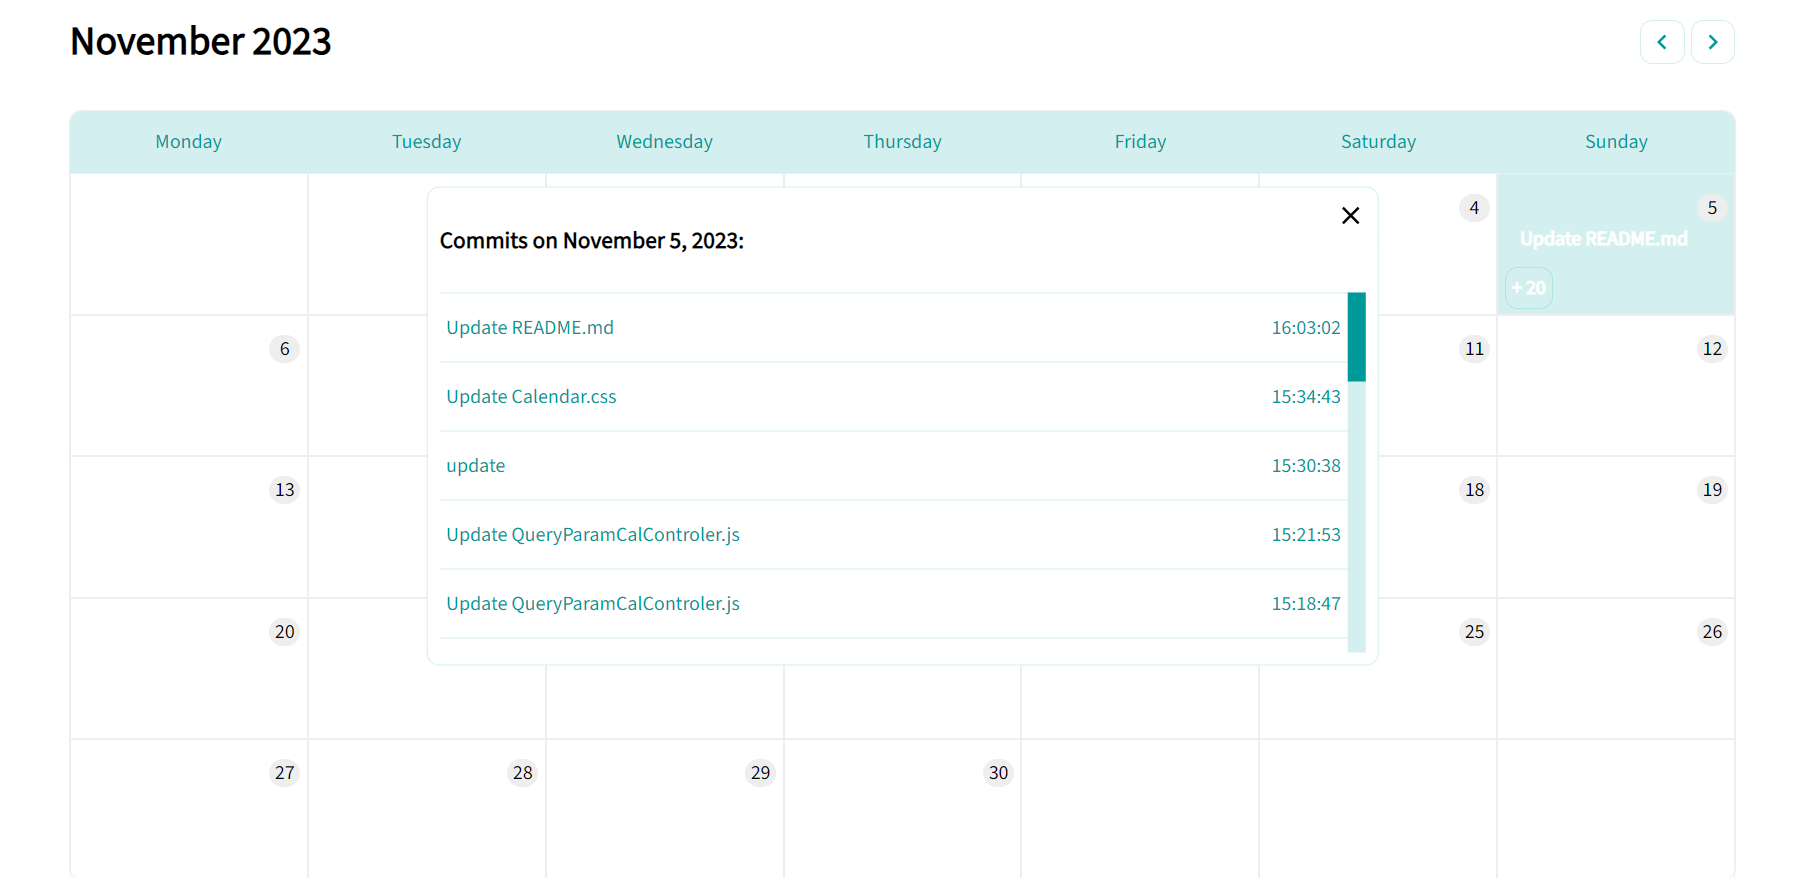 November 2023
Monday Tuesday Wednesday Thursday Friday Saturday Sunday
4 5
Update README.md
+ 20
Commits on November 5, 2023:
Update README.md 16:03:02
Update Calendar.css 15:34:43
update 15:30:38
Update QueryParamCalControler.js 15:21:53
Update QueryParamCalControler.js 15:18:47
6 11 12
13 18 19
20 25 26
27 28 29 30